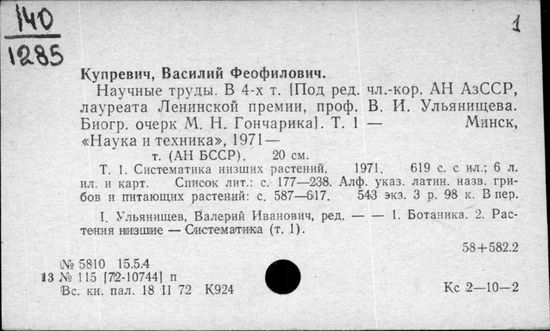 140
1285
1
Купревич, Василий Феофилович.
Научные труды. В 4-х т. [Под ред. чл.-кор. АН АзССР,
лауреата Ленинской премии, проф. В. И. Ульянищева.
Биогр. очерк М. Н. Гончарика]. Т. 1 — Минск,
«Наука и техника», 1971—
т. (АН БССР). 20 см.
Т. 1. Систематика низших растений. 1971. 619 с. с ил.; 6 л.
ил. и карт. Список лит.: с. 177—238. Алф. указ. латин. назв. гри-
бов и питающих растений: с. 587—617. 543 экз. 3 р. 98 к. В пер.
I. Ульянищев, Валерий Иванович, ред. — — 1. Ботаника. 2. Рас-
тения низшие — Систематика (т. 1).
58+582.2
№ 5810 15.5.4
13 № 115 [72-10744] п
Вс. кн. пал. 18 II 72 К924
Кс 2—10—2